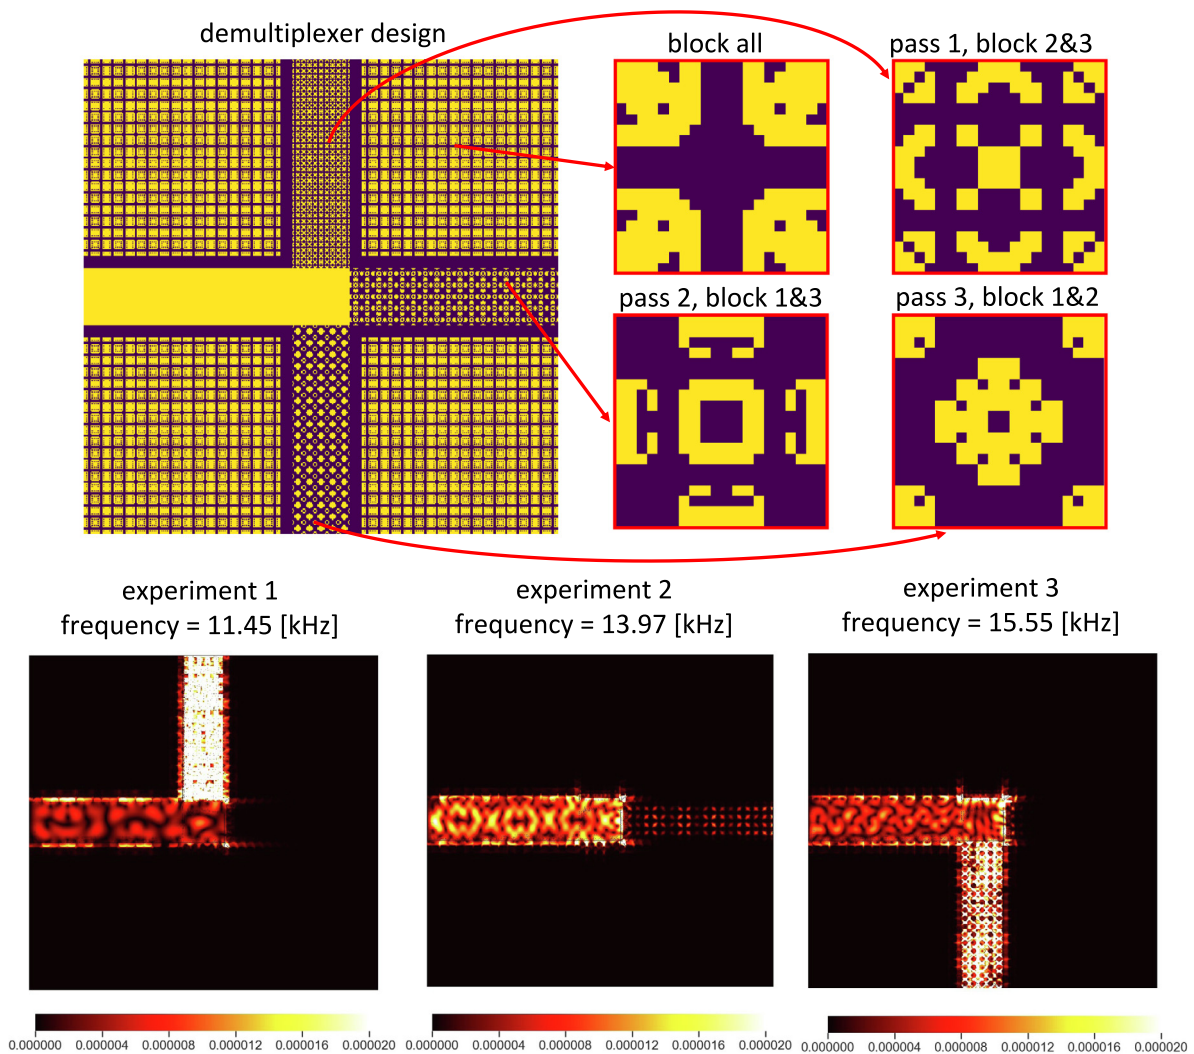 demultiplexer design
block all
pass 1, block 2&3
pass 2, block 1&3
pass 3, block 1&2
experiment 1
frequency = 11.45 [kHz]
experiment 2
frequency = 13.97 [kHz]
experiment 3
frequency = 15.55 [kHz]
0.000000 0.000004 0.000008 0.000012 0.000016 0.000020
0.000000 0.000004 0.000008 0.000012 0.000016 0.000020
0.000000 0.000004 0.000008 0.000012 0.000016 0.000020